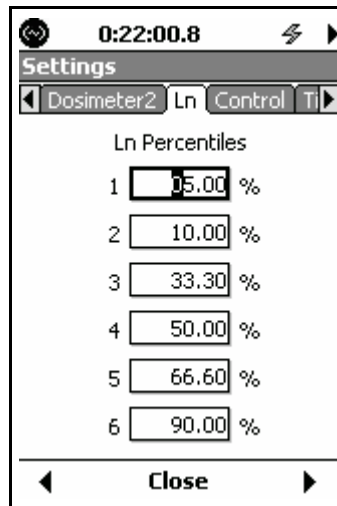 0:22:00.8
Settings
Dosimeter2 Ln Control Ti
Ln Percentiles
1 05.00 %
2 10.00 %
3 33.30 %
4 50.00 %
5 66.60 %
6 90.00 %
Close